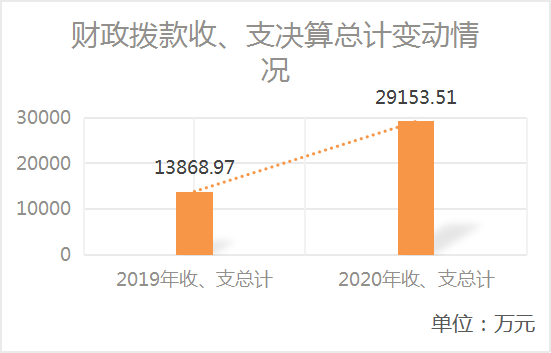 财政拨款收、支决算总计变动情
况
29153.51
30000
13868.97
20000
10000
0
2019年收、支总计
2020年收、支总计
单位：万元